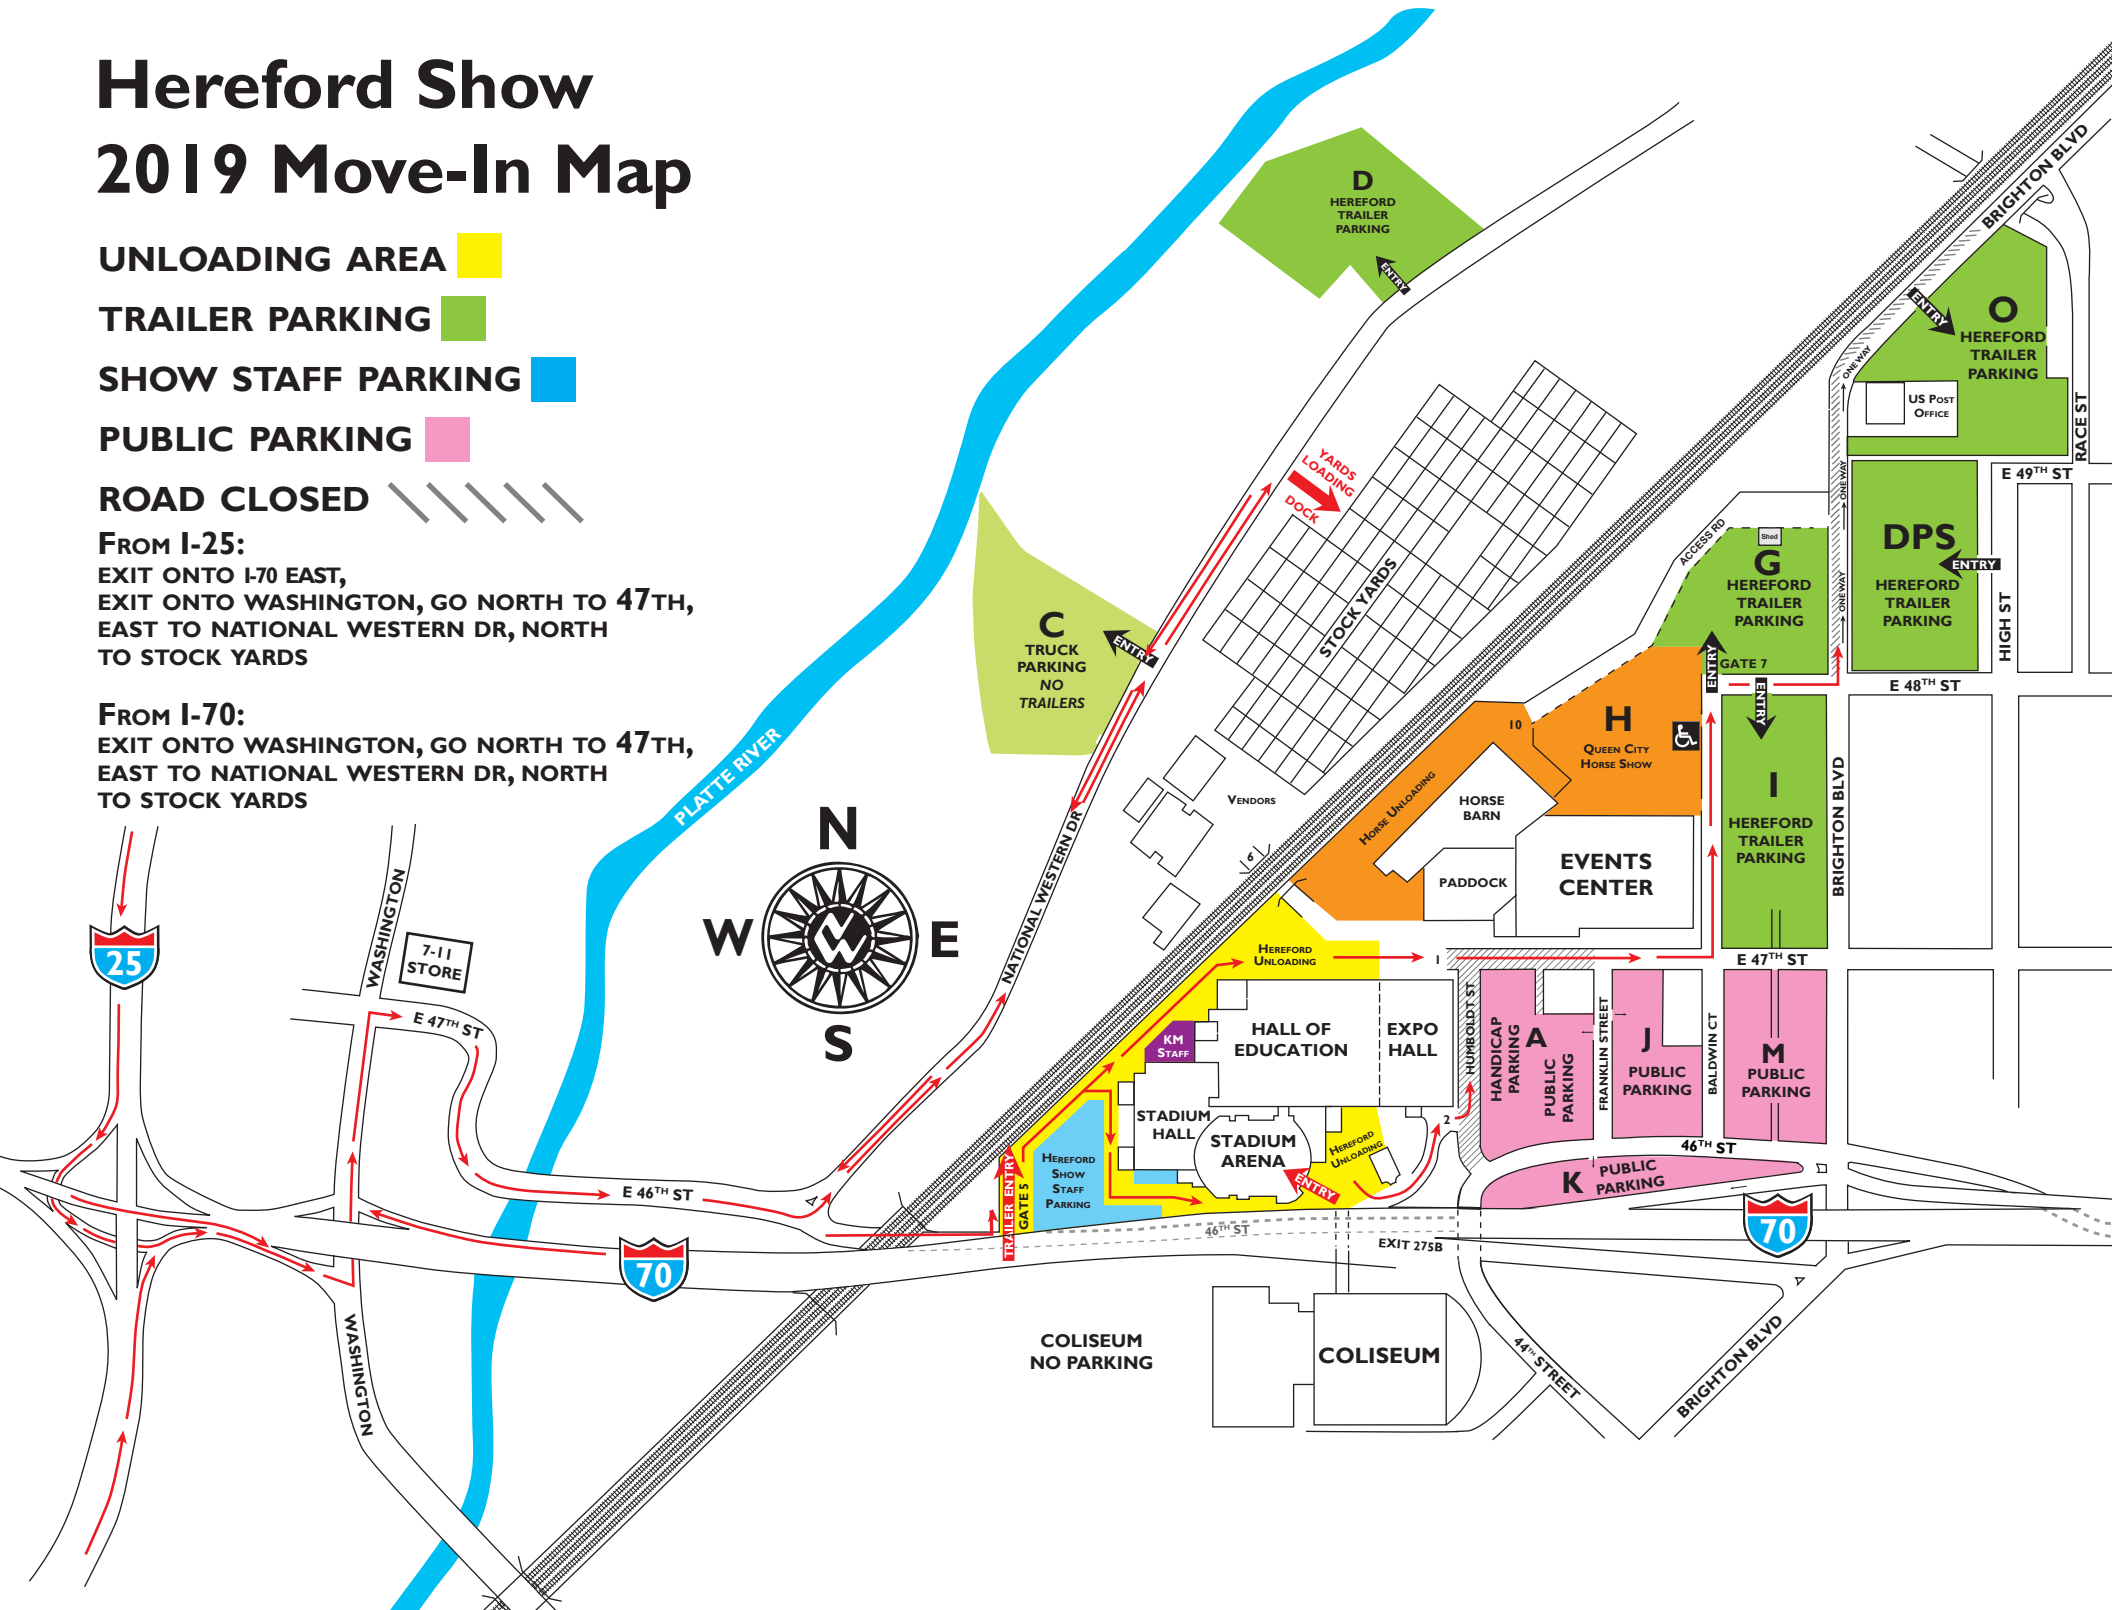 Hereford Show
2019 Move-In Map
UNLOADING AREA
TRAILER PARKING
SHOW STAFF PARKING
PUBLIC PARKING
ROAD CLOSED
FROM I-25:
EXIT ONTO I-70 EAST,
EXIT ONTO WASHINGTON, GO NORTH TO 47TH,
EAST TO NATIONAL WESTERN DR, NORTH
TO STOCK YARDS
FROM I-70:
EXIT ONTO WASHINGTON, GO NORTH TO 47TH,
EAST TO NATIONAL WESTERN DR, NORTH
TO STOCK YARDS
D
HEREFORD
TRAILER
PARKING
ENTRY
BRIGHTON BLVD
ENTRY
O
HEREFORD
TRAILER
PARKING
ONE WAY
US POST
OFFICE
RACE ST
E 49TH ST
YARDS
LOADING
DOCK
STOCK YARDS
ACCESS RD
Shed
G
HEREFORD
TRAILER
PARKING
ONE WAY
ONE WAY
DPS
ENTRY
HEREFORD
TRAILER
PARKING
HIGH ST
C
TRUCK
PARKING
NO
TRAILERS
ENTRY
ENTRY
GATE 7
ENTRY
E 48TH ST
10
H
QUEEN CITY
HORSE SHOW
PLATTE RIVER
VENDORS
HORSE UNLOADING
HORSE
BARN
I
HEREFORD
TRAILER
PARKING
BRIGHTON BLVD
6
PADDOCK
EVENTS
CENTER
N
W
E
S
NATIONAL WESTERN DR
25
WASHINGTON
7-11
STORE
E 47TH ST
HEREFORD
UNLOADING
1
E 47TH ST
KM
STAFF
HALL OF
EDUCATION
EXPO
HALL
HUMBOLDT ST
HANDICAP
PARKING
A
PUBLIC
PARKING
FRANKLIN STREET
J
PUBLIC
PARKING
BALDWIN CT
M
PUBLIC
PARKING
STADIUM
HALL
STADIUM
ARENA
HEREFORD
UNLOADING
2
ENTRY
46TH ST
K PUBLIC
PARKING
HEREFORD
SHOW
STAFF
PARKING
TRAILER ENTRY
GATE 5
E 46TH ST
46TH ST
EXIT 275B
70
70
WASHINGTON
COLISEUM
NO PARKING
COLISEUM
44TH STREET
BRIGHTON BLVD